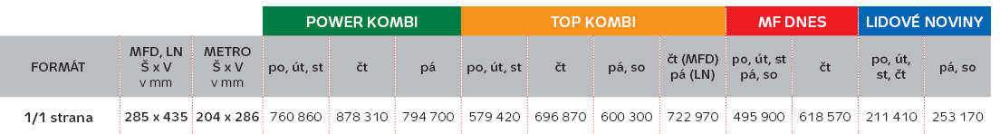 POWER KOMBI TOP KOMBI MF DNES LIDOVÉ NOVINY
FORMÁT
MFD, LN
Š x V
v mm
METRO
Š x V
v mm
po, út, st
čt
pá
po, út, st
čt
pá, so
čt (MFD)
pá (LN)
po, út, st
pá, so
čt
po, út,
st, čt
pá, so
1/1 strana 285 x 435 204 x 286 760 860 878 310 794 700 579 420 696 870 600 300 722 970 495 900 618 570 211 410 253 170